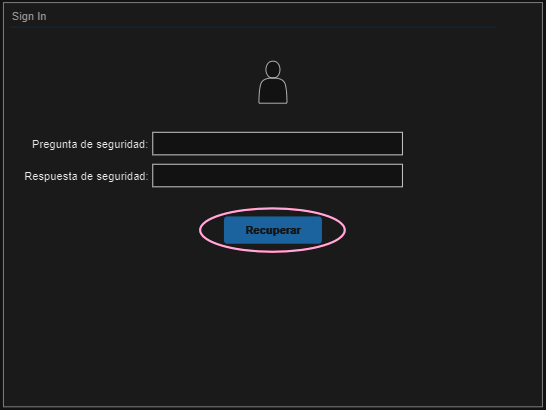 Sign In
Pregunta de seguridad:
Respuesta de seguridad:
Recuperar